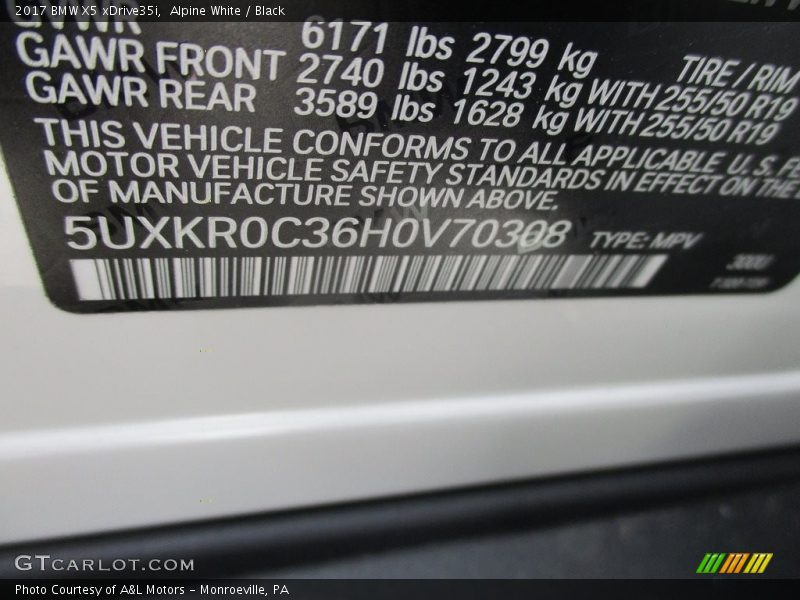 2017 BMW X5 xDrive35i, Alpine White / Black
GVWR 6171 lbs 2799 kg TIRE / RIM
GAWR FRONT 2740 lbs 1243 kg WITH 255/50 R19
GAWR REAR 3589 lbs 1628 kg WITH 255/50 R19
THIS VEHICLE CONFORMS TO ALL APPLICABLE U.S. FE
MOTOR VEHICLE SAFETY STANDARDS IN EFFECT ON THE
OF MANUFACTURE SHOWN ABOVE.
5UXKR0C36H0V70308 TYPE: MPV
300U
GTCARLOT.COM
Photo Courtesy of A&L Motors – Monroeville, PA